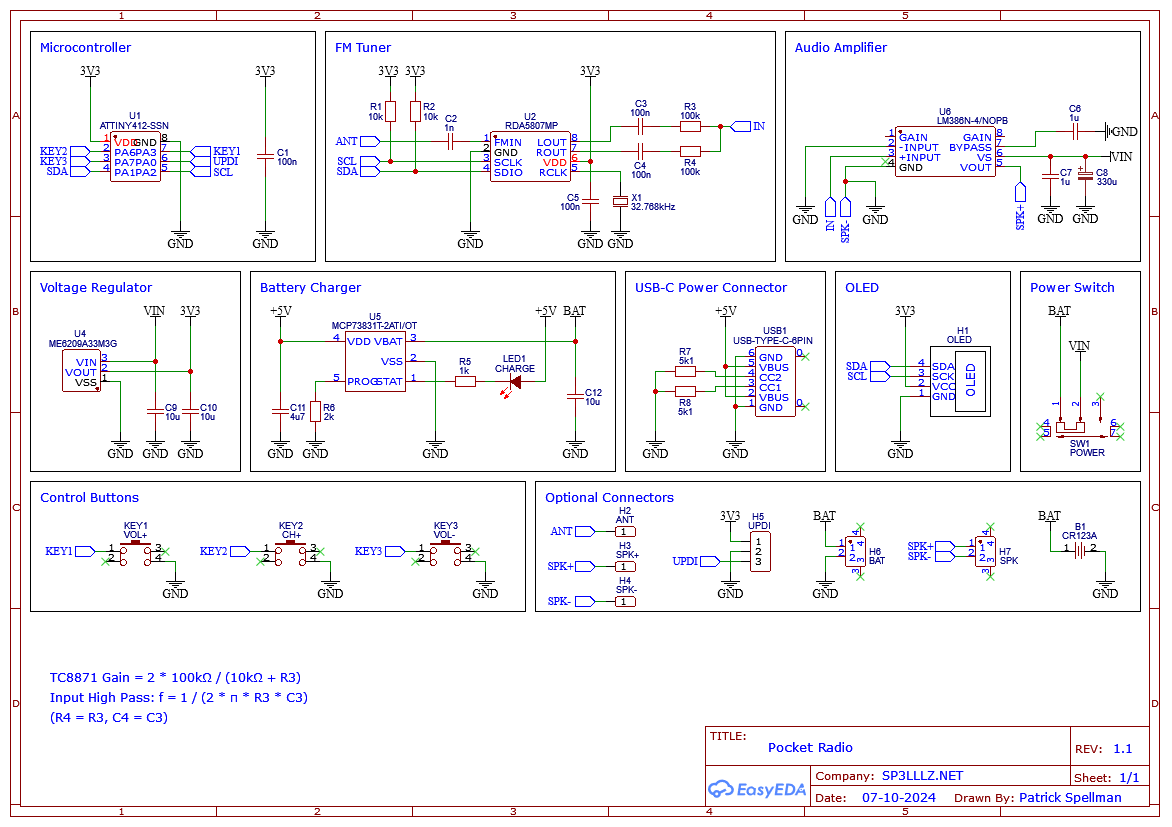 1 2 3 4 5
A B C D
Microcontroller
3V3 3V3
U1
ATTINY412-SSN
1 VDD GND 8
KEY2 2 PA6 PA3 7 KEY1
KEY3 3 PA7 PA0 6 UPDI
SDA 4 PA1 PA2 5 SCL
C1
100n
GND GND
FM Tuner
3V3 3V3 3V3
R1
10k
R2
10k
C2
1n
U2
RDA5807MP
ANT 1 FMIN LOUT 8
2 GND ROUT 7
SCL 3 SCLK VDD 6
SDA 4 SDIO RCLK 5
C3
100n
R3
100k
IN
C4
100n
R4
100k
C5
100n
X1
32.768kHz
GND GND GND
Audio Amplifier
U6
LM386N-4/NOPB
1 GAIN GAIN 8
2 -INPUT BYPASS 7
3 +INPUT VS 6
4 GND VOUT 5
C6
1u
GND
VIN
C7
1u
C8
330u
GND IN SPK- GND SPK+ GND GND
Voltage Regulator
VIN 3V3
U4
ME6209A33M3G
VIN 3
VOUT 2
VSS 1
C9
10u
C10
10u
GND GND GND
Battery Charger
+5V +5V BAT
U5
MCP73831T-2ATI/OT
4 VDD VBAT 3
VSS 2
5 PROG STAT 1
R5
1k
LED1
CHARGE
C11
4u7
R6
2k
C12
10u
GND GND GND GND
USB-C Power Connector
+5V
USB1
USB-TYPE-C-6PIN
6 GND 0
5 VBUS
4 CC2
3 CC1
2 VBUS
1 GND 0
R7
5k1
R8
5k1
GND GND
OLED
3V3
H1
OLED
SDA 4 SDA
SCL 3 SCK
2 VCC
1 GND
OLED
GND
Power Switch
BAT
VIN
1 2 3
4 6
5 7
SW1
POWER
Control Buttons
KEY1
VOL+
KEY1 1 3
2 4
GND
KEY2
CH+
KEY2 1 3
2 4
GND
KEY3
VOL-
KEY3 1 3
2 4
GND
Optional Connectors
H2
ANT
ANT 1
H3
SPK+
SPK+ 1
H4
SPK-
SPK- 1
3V3
H5
UPDI
1
2
UPDI 3
GND
BAT
4 4
1 1
2 2
3 3
H6
BAT
GND
SPK+ 1 1
SPK- 2 2
4 4
3 3
H7
SPK
BAT
B1
CR123A
1 2
GND
TC8871 Gain = 2 * 100kΩ / (10kΩ + R3)
Input High Pass: f = 1 / (2 * π * R3 * C3)
(R4 = R3, C4 = C3)
TITLE:
Pocket Radio
REV: 1.1
EasyEDA
Company: SP3LLLZ.NET
Sheet: 1/1
Date: 07-10-2024
Drawn By: Patrick Spellman
1 2 3 4 5
A B C D